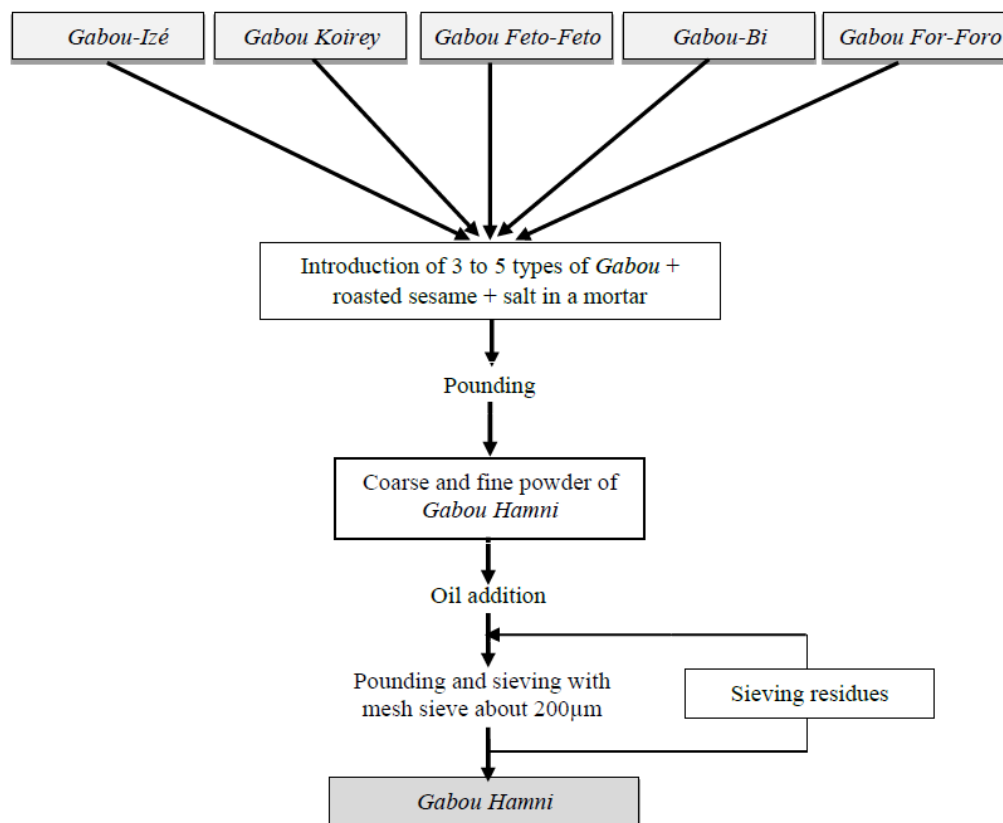 Gabou-Izé
Gabou Koirey
Gabou Feto-Feto
Gabou-Bi
Gabou For-Foro
Introduction of 3 to 5 types of Gabou +
roasted sesame + salt in a mortar
Pounding
Coarse and fine powder of
Gabou Hamni
Oil addition
Pounding and sieving with
mesh sieve about 200µm
Sieving residues
Gabou Hamni